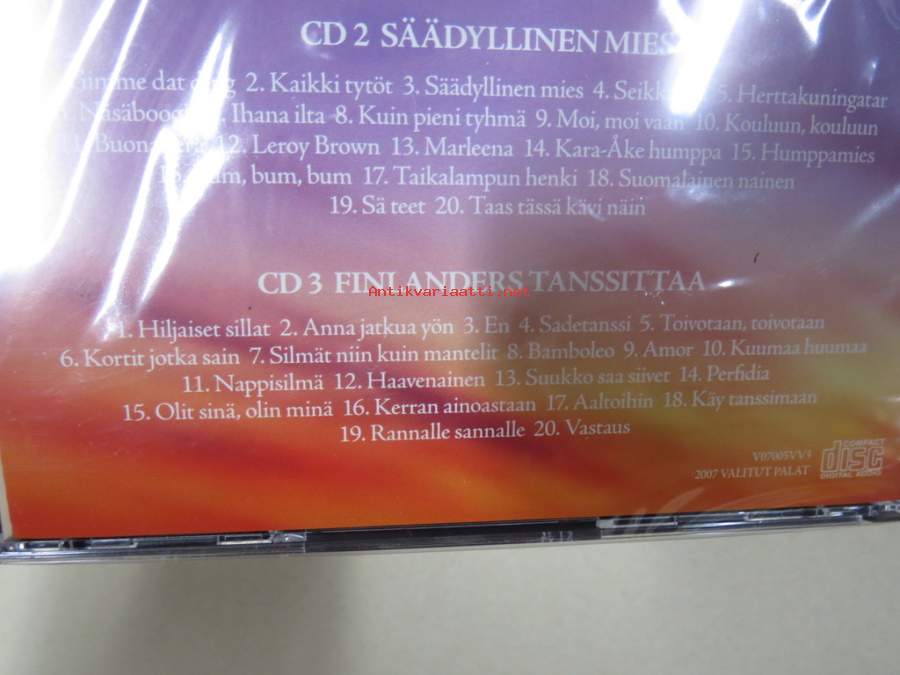 CD 2 SÄÄDYLLINEN MIES
dat 2. Kaikki tytöt 3. Säädyllinen mies 4. 5. Herttakuningatar
Ihana ilta 8. Kuin pieni tyhmä 9. Moi, moi vaan 10. Kouluun, kouluun
12. Leroy Brown 13. Marleena 14. Kara-Åke humppa 15. Humppamies
bum, bum 17. Taikalampun henki 18. Suomalainen nainen
19. Sä teet 20. Taas tässä kävi näin
CD 3 FINLANDERS TANSSITTAA
Antikvariaatti.net
1. Hiljaiset sillat 2. Anna jatkua yön 3. En 4. Sadetanssi 5. Toivotaan, toivotaan
6. Kortit jotka sain 7. Silmät niin kuin mantelit 8. Bamboleo 9. Amor 10. Kuumaa huumaa
11. Nappisilmä 12. Haavenainen 13. Suukko saa siivet 14. Perfidia
15. Olit sinä, olin minä 16. Kerran ainoastaan 17. Aaltoihin 18. Käy tanssimaan
19. Rannalle sannalle 20. Vastaus
V07005VV3
2007 VALITUT PALAT
COMPACT
disc
DIGITAL AUDIO